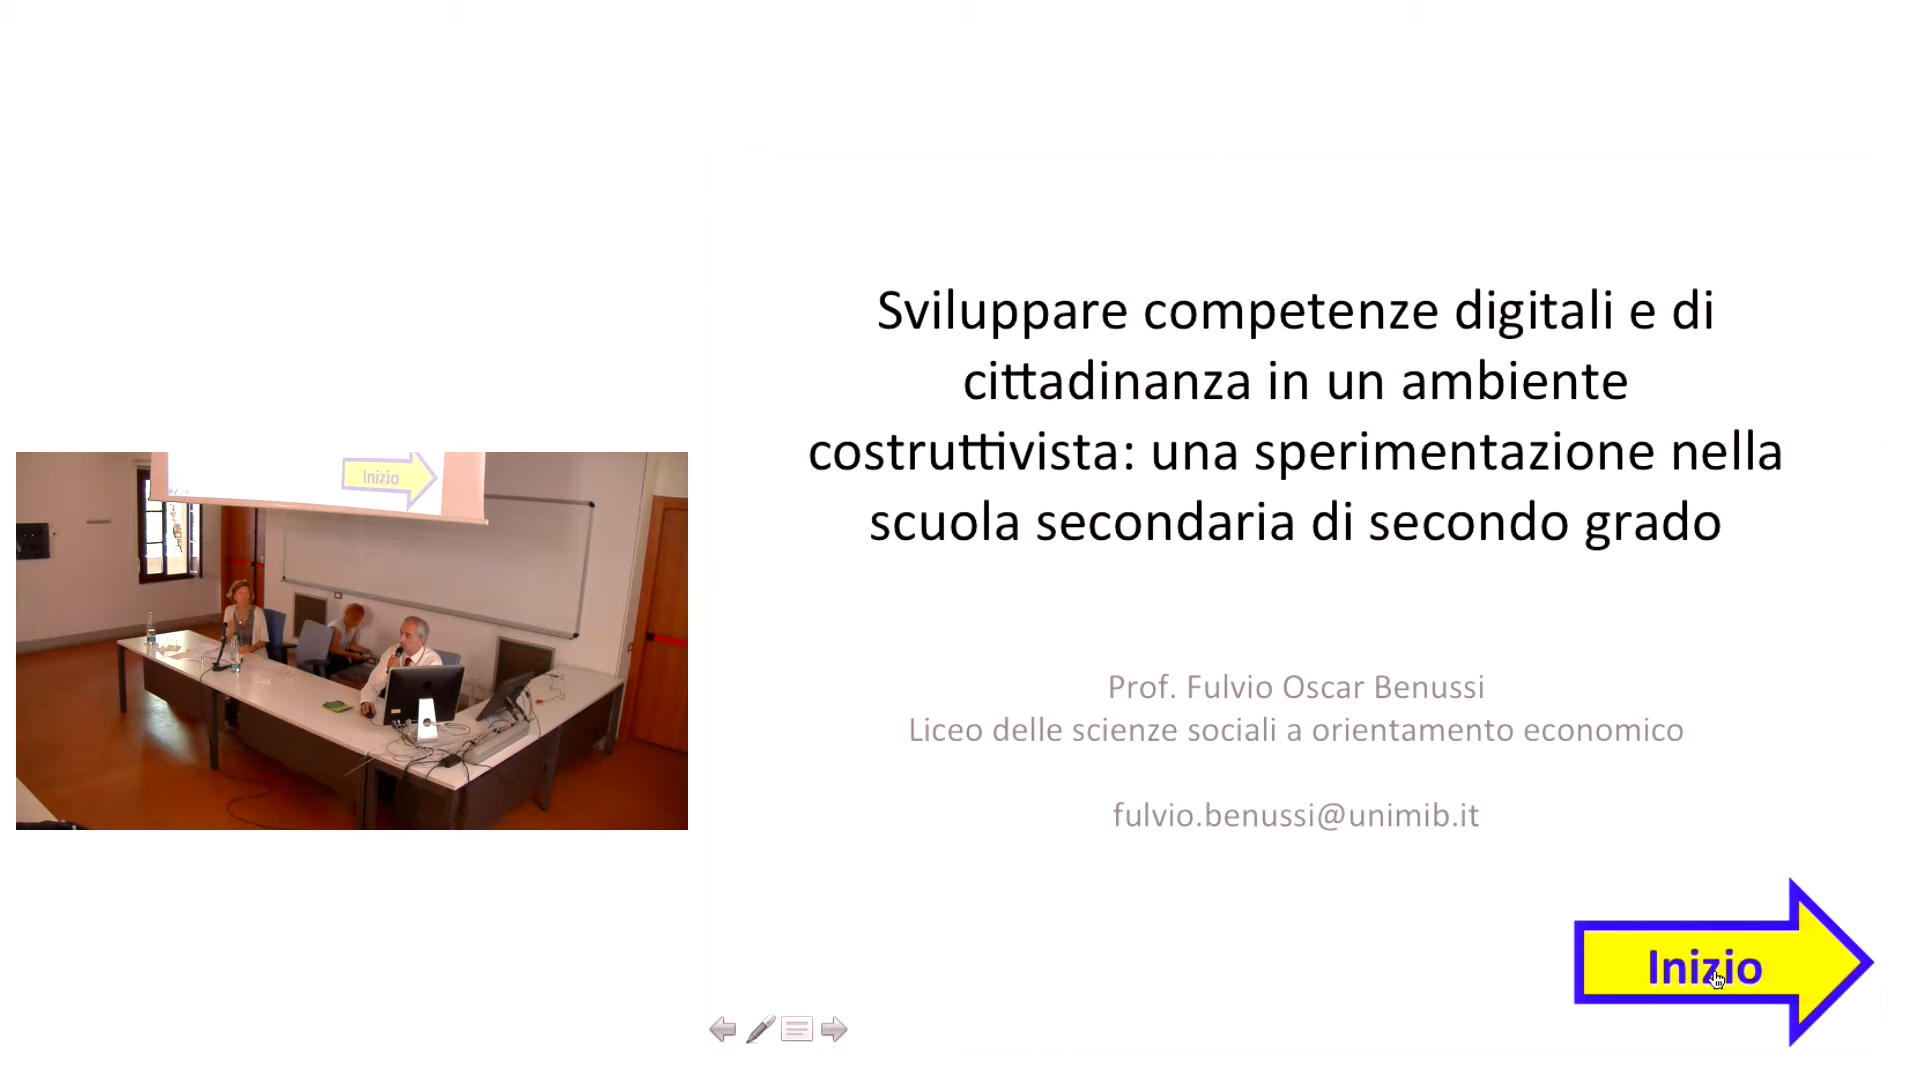 Sviluppare competenze digitali e di
cittadinanza in un ambiente
costruttivista: una sperimentazione nella
scuola secondaria di secondo grado
Prof. Fulvio Oscar Benussi
Liceo delle scienze sociali a orientamento economico
fulvio.benussi@unimib.it
Inizio
Inizio